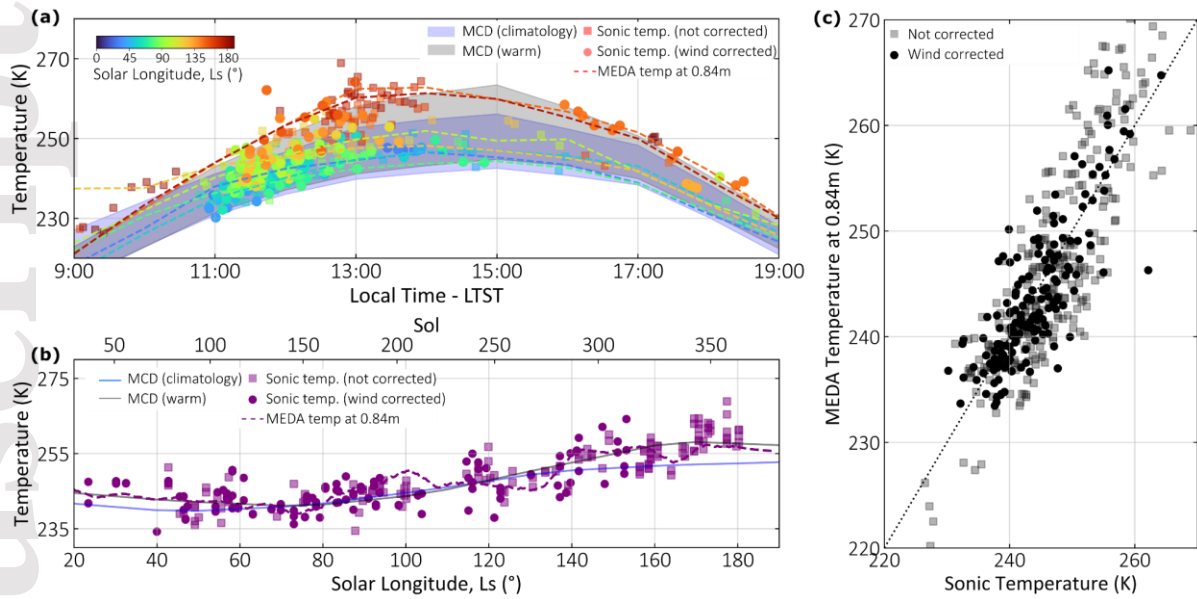 (a)
270
250
230
Temperature (K)
0 45 90 135 180
Solar Longitude, Ls (°)
MCD (climatology)
MCD (warm)
Sonic temp. (not corrected)
Sonic temp. (wind corrected)
MEDA temp at 0.84m
9:00 11:00 13:00 15:00 17:00 19:00
Local Time - LTST
Sol
50 100 150 200 250 300 350
(b)
275
255
235
Temperature (K)
MCD (climatology)
MCD (warm)
Sonic temp. (not corrected)
Sonic temp. (wind corrected)
MEDA temp at 0.84m
20 40 60 80 100 120 140 160 180
Solar Longitude, Ls (°)
(c)
270
260
250
240
230
220
MEDA Temperature at 0.84m (K)
Not corrected
Wind corrected
220 240 260
Sonic Temperature (K)